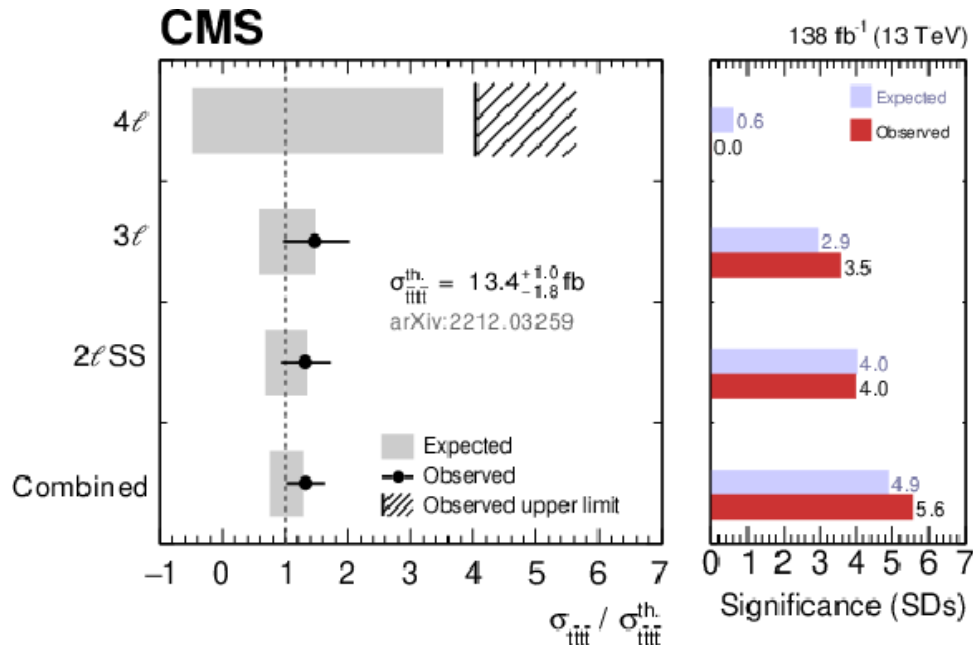 CMS
138 fb⁻¹ (13 TeV)
4ℓ
3ℓ
2ℓ SS
Combined
σ^th._tt̄tt̄ = 13.4 +1.0 −1.8 fb
arXiv:2212.03259
Expected
Observed
Observed upper limit
−1 0 1 2 3 4 5 6 7
σ_tt̄tt̄ / σ^th._tt̄tt̄
Expected
Observed
0.6
0.0
2.9
3.5
4.0
4.0
4.9
5.6
0 1 2 3 4 5 6 7
Significance (SDs)